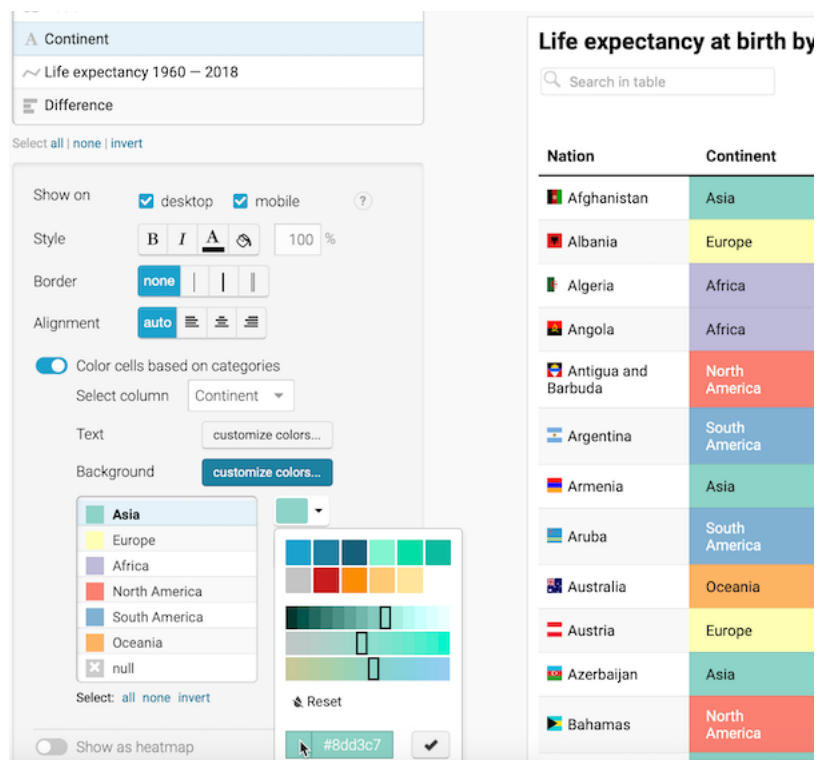 Continent
Life expectancy 1960 — 2018
Difference
Select all | none | invert
Show on
desktop
mobile
?
Style
B I A
100 %
Border
none
Alignment
auto
Color cells based on categories
Select column
Continent
Text
customize colors...
Background
customize colors...
Asia
Europe
Africa
North America
South America
Oceania
null
Select: all none invert
Reset
#8dd3c7
Show as heatmap
Life expectancy at birth by
Search in table
Nation Continent
Afghanistan Asia
Albania Europe
Algeria Africa
Angola Africa
Antigua and North
Barbuda America
Argentina South
America
Armenia Asia
Aruba South
America
Australia Oceania
Austria Europe
Azerbaijan Asia
Bahamas North
America